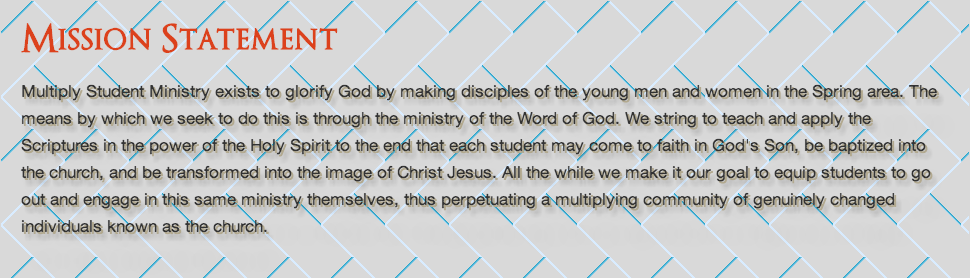 Mission Statement
Multiply Student Ministry exists to glorify God by making disciples of the young men and women in the Spring area. The
means by which we seek to do this is through the ministry of the Word of God. We string to teach and apply the
Scriptures in the power of the Holy Spirit to the end that each student may come to faith in God's Son, be baptized into
the church, and be transformed into the image of Christ Jesus. All the while we make it our goal to equip students to go
out and engage in this same ministry themselves, thus perpetuating a multiplying community of genuinely changed
individuals known as the church.